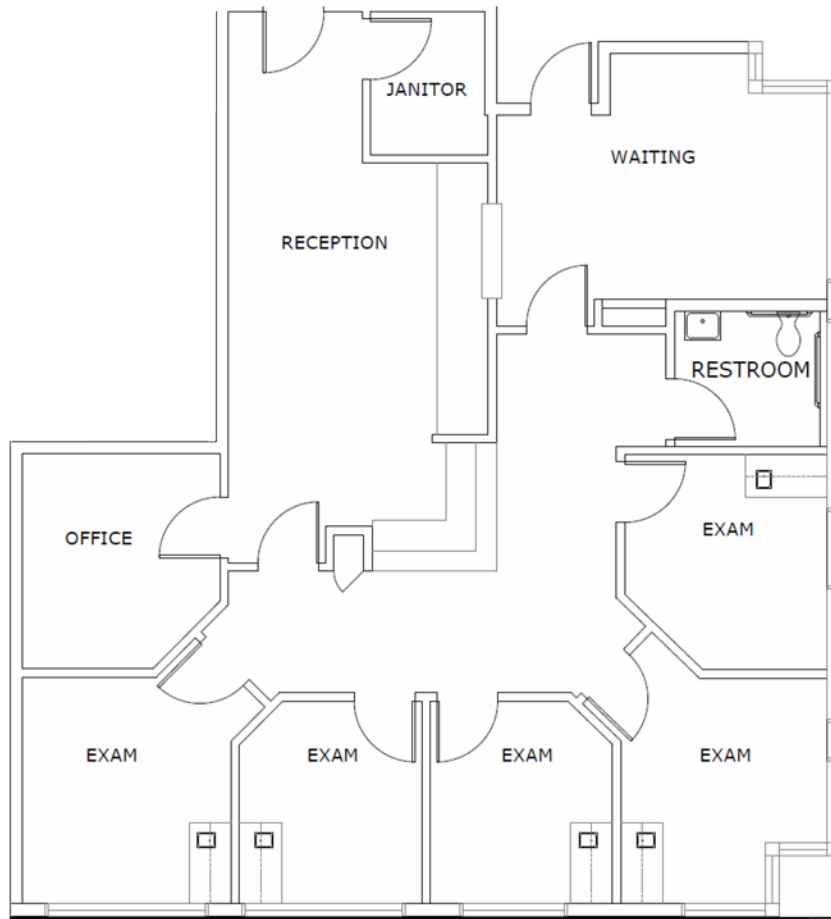 JANITOR
WAITING
RECEPTION
RESTROOM
OFFICE
EXAM
EXAM
EXAM
EXAM
EXAM